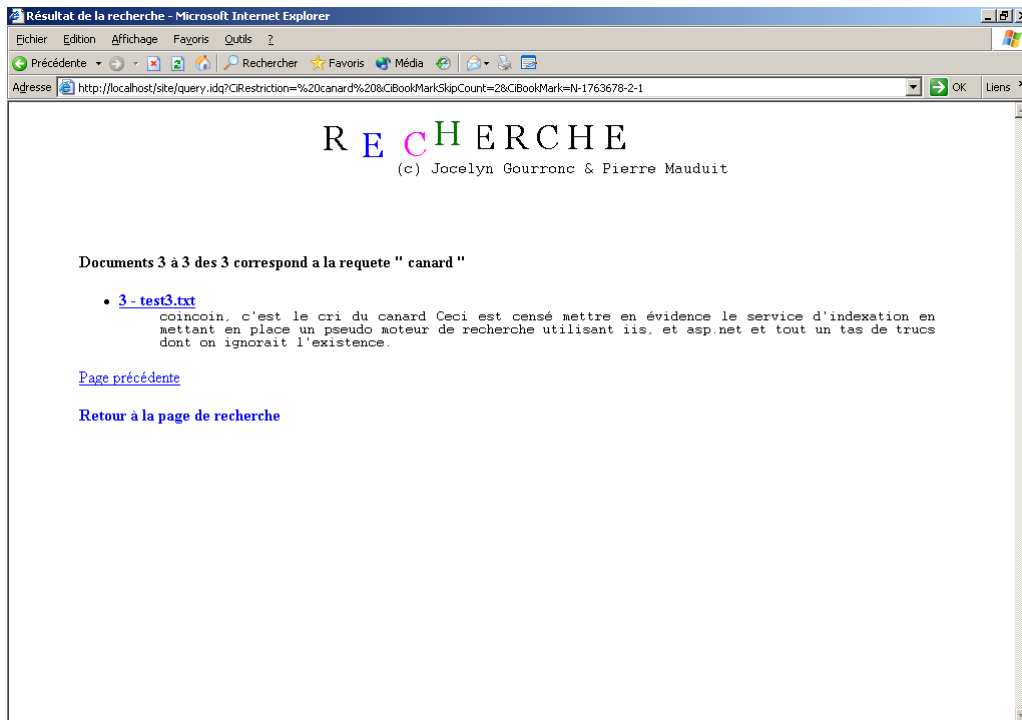 Résultat de la recherche - Microsoft Internet Explorer
Fichier Edition Affichage Favoris Outils ?
Précédente Rechercher Favoris Média
Adresse http://localhost/site/query.idq?CiRestriction=%20canard%20&CiBookMarkSkipCount=2&CiBookMark=N-1763678-2-1 OK Liens »
R E C H E R C H E
(c) Jocelyn Gourronc & Pierre Mauduit
Documents 3 à 3 des 3 correspond a la requete " canard "
• 3 - test3.txt
coincoin, c'est le cri du canard Ceci est censé mettre en évidence le service d'indexation en
mettant en place un pseudo moteur de recherche utilisant iis, et asp.net et tout un tas de trucs
dont on ignorait l'existence.
Page précédente
Retour à la page de recherche